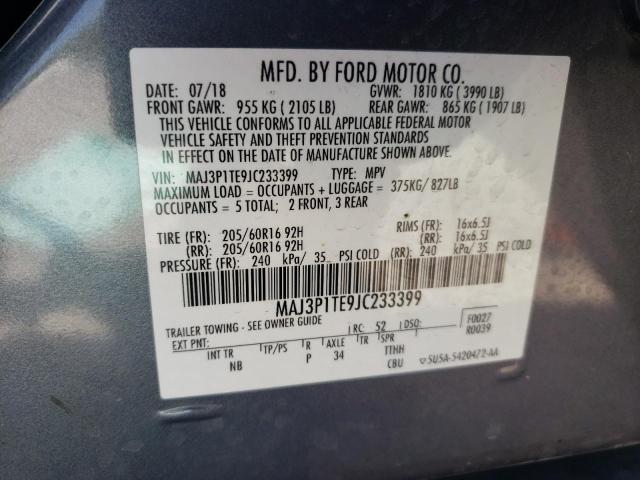 MFD. BY FORD MOTOR CO.
DATE: 07/18 GVWR: 1810 KG ( 3990 LB)
FRONT GAWR: 955 KG ( 2105 LB) REAR GAWR: 865 KG ( 1907 LB)
THIS VEHICLE CONFORMS TO ALL APPLICABLE FEDERAL MOTOR
VEHICLE SAFETY AND THEFT PREVENTION STANDARDS
IN EFFECT ON THE DATE OF MANUFACTURE SHOWN ABOVE.
VIN: MAJ3P1TE9JC233399 TYPE: MPV
MAXIMUM LOAD = OCCUPANTS + LUGGAGE = 375KG/ 827LB
OCCUPANTS = 5 TOTAL; 2 FRONT, 3 REAR
TIRE (FR): 205/60R16 92H RIMS (FR): 16x6.5J
(RR): 205/60R16 92H (RR): 16x6.5J
PRESSURE (FR): 240 kPa/ 35 PSI COLD (RR): 240 kPa/ 35 PSI COLD
MAJ3P1TE9JC233399
TRAILER TOWING - SEE OWNER GUIDE RC: 52 DSO: F0027
EXT PNT: R0039
INT TR TP/PS R AXLE TR SPR
NB P 34 TTHH
CBU 5U5A-5420472-AA